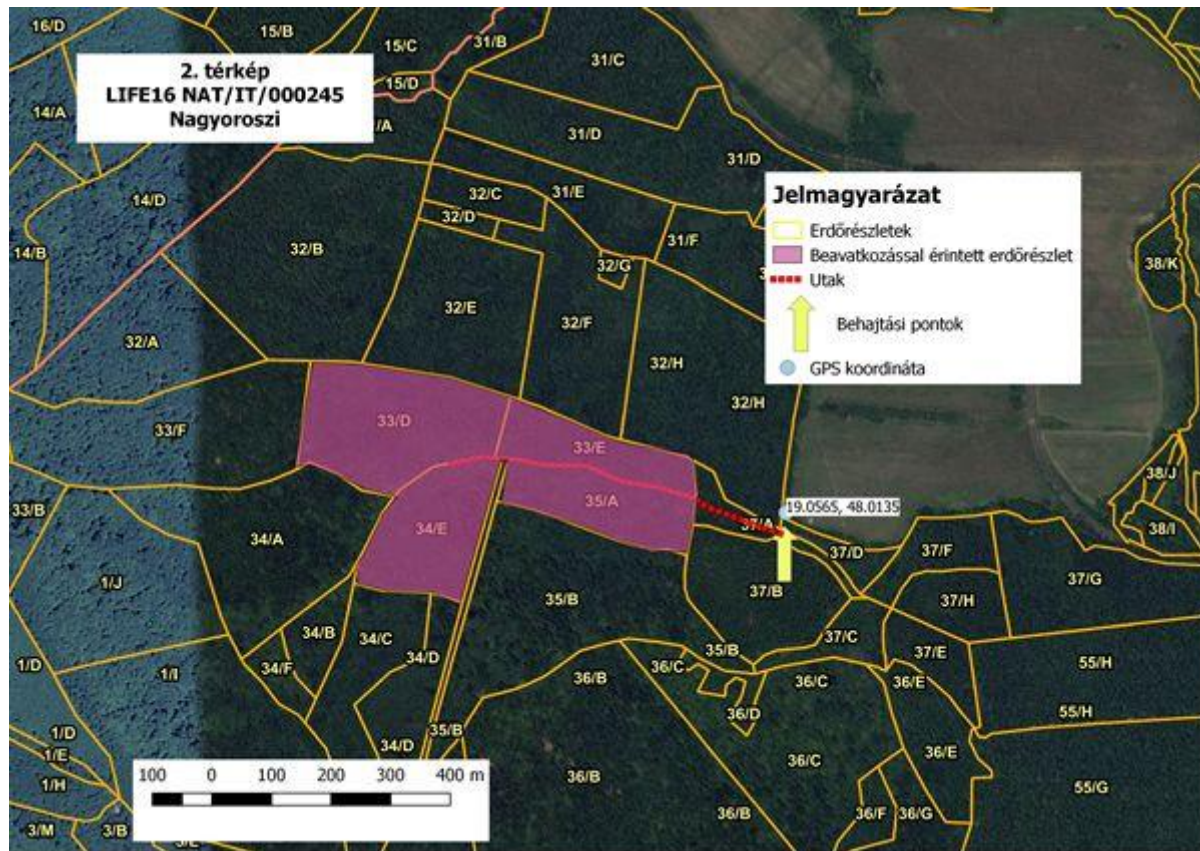 2. térkép
LIFE16 NAT/IT/000245
Nagyoroszi
Jelmagyarázat
Erdőrészletek
Beavatkozással érintett erdőrészlet
Utak
Behajtási pontok
GPS koordináta
16/D
15/B
15/C
31/B
31/C
15/D
14/A
/A
31/D
31/D
14/D
32/C
31/E
32/D
31/F
14/B
32/B
32/G
38/K
32/E
32/F
32/A
32/H
32/H
33/D
33/F
33/E
38/J
33/B
35/A
19.0565, 48.0135
37/A
38/I
34/E
34/A
37/D
37/F
1/J
37/G
37/B
35/B
37/H
34/B
34/C
37/C
1/D
34/F
34/D
35/B
37/E
1/I
36/C
55/H
36/B
36/C
36/E
36/D
55/H
1/D
35/B
34/D
1/E
36/E
36/C
1/H
36/B
55/G
36/B
36/F
36/G
3/M
3/B
100 0 100 200 300 400 m